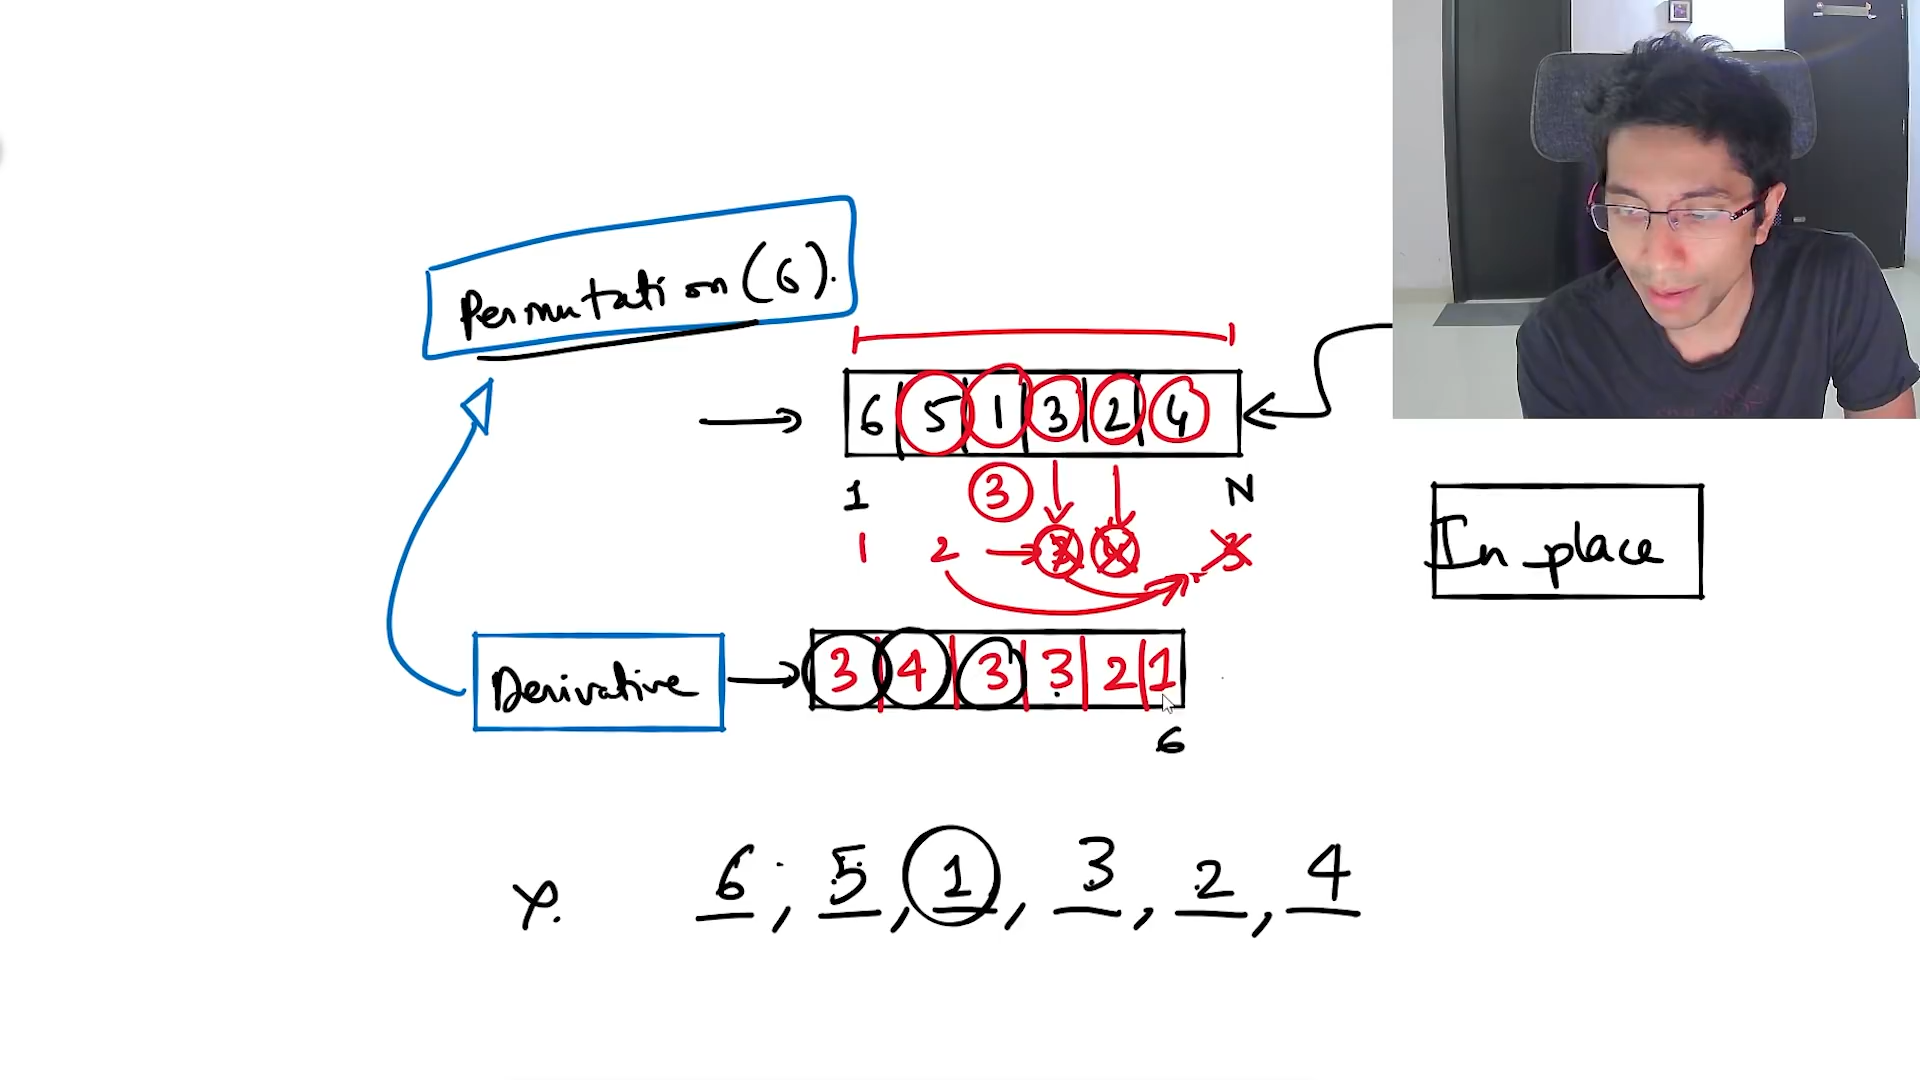 Permutation (6).
6 5 1 3 2 4
1 3 N
1 2
In place
Derivative 3 4 3 3 2 1
6
6, 5, 1, 3, 2, 4